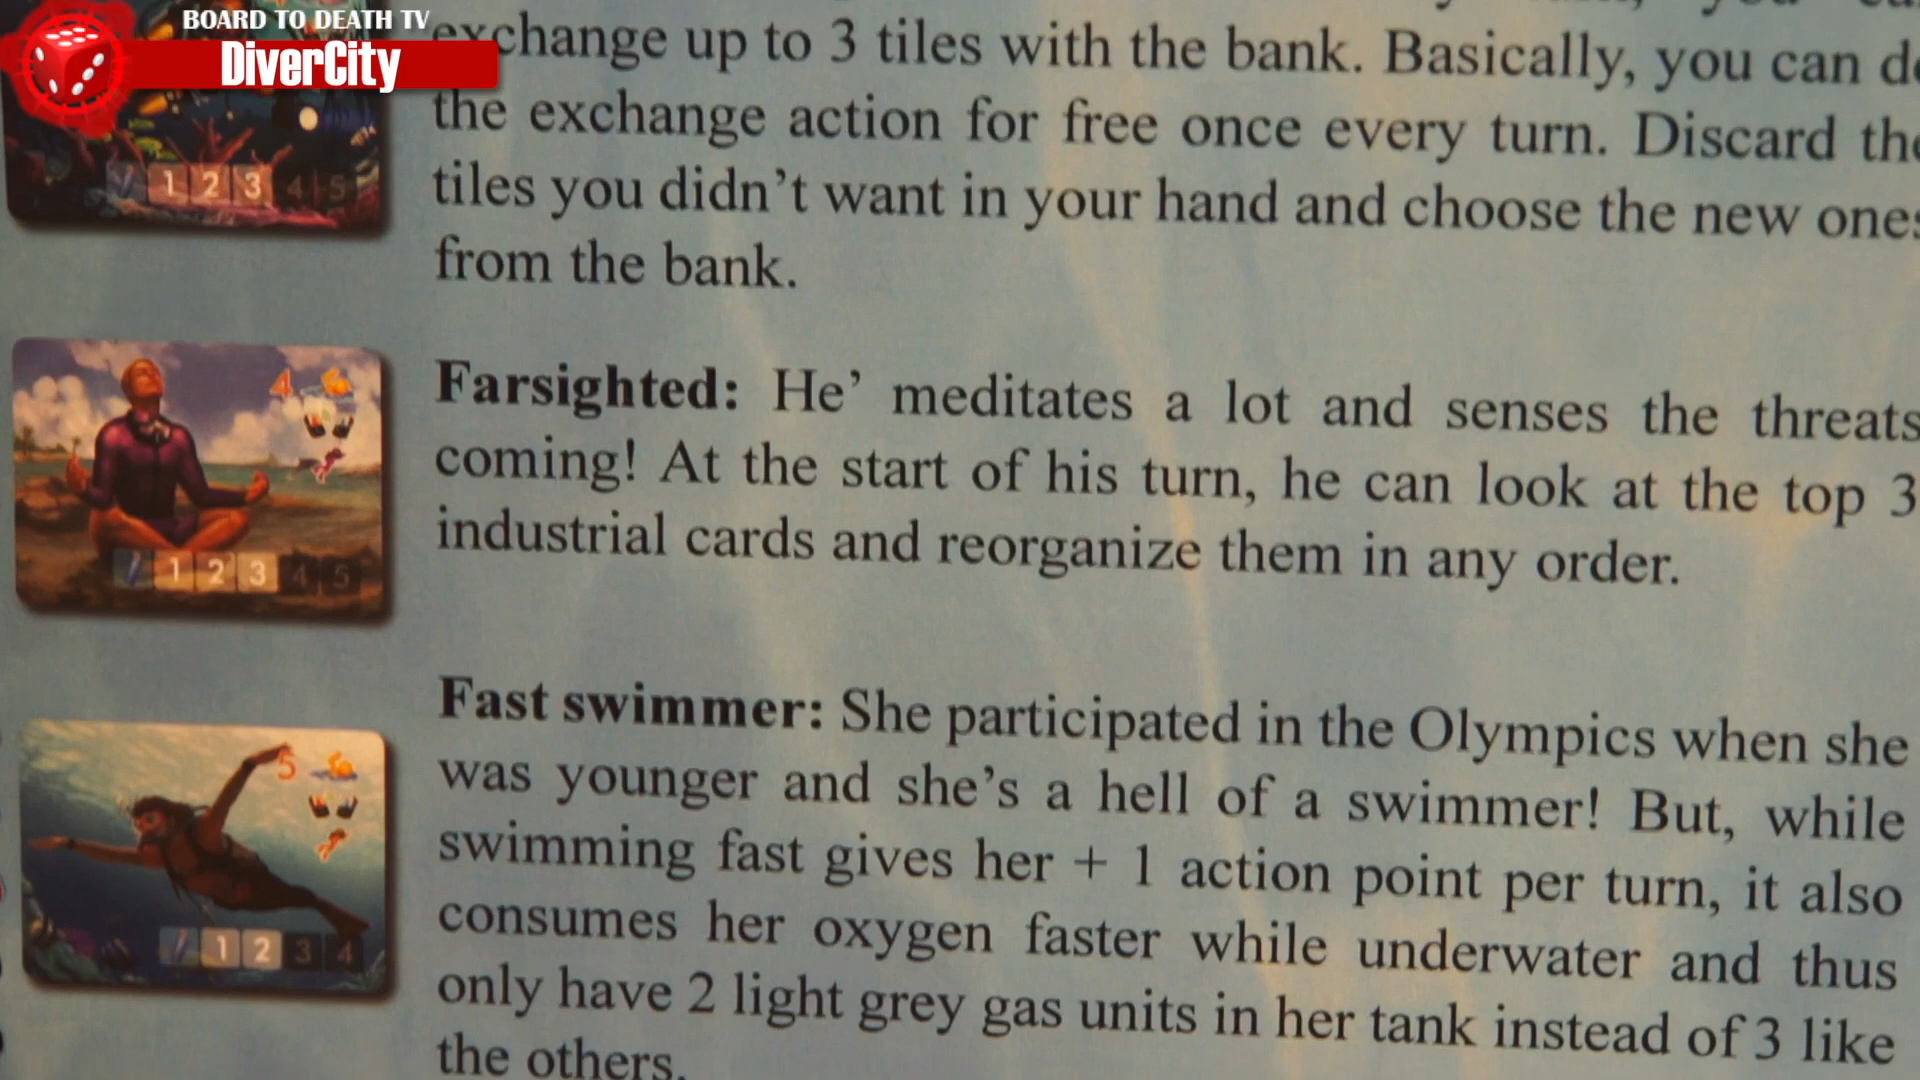 BOARD TO DEATH TV
DiverCity
exchange up to 3 tiles with the bank. Basically, you can
the exchange action for free once every turn. Discard
tiles you didn't want in your hand and choose the new
from the bank.
1 2 3 4 5
Farsighted: He' meditates a lot and senses the threats
coming! At the start of his turn, he can look at the top 3
industrial cards and reorganize them in any order.
4
1 2 3 4 5
Fast swimmer: She participated in the Olympics when she
was younger and she's a hell of a swimmer! But, while
swimming fast gives her + 1 action point per turn, it also
consumes her oxygen faster while underwater and thus
only have 2 light grey gas units in her tank instead of 3 like
the others.
5
1 2 3 4